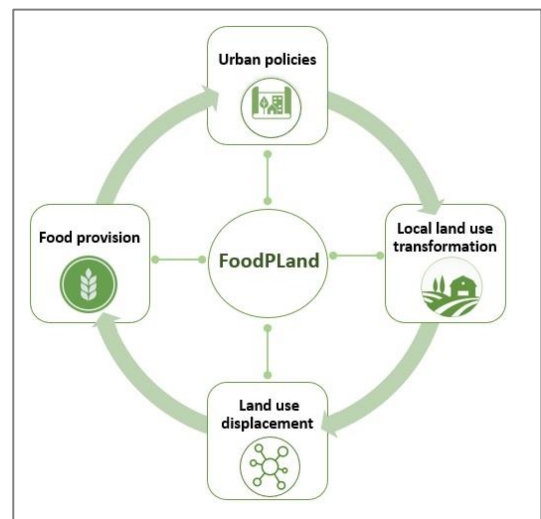 Urban policies
Food provision
FoodPLand
Local land use
transformation
Land use
displacement